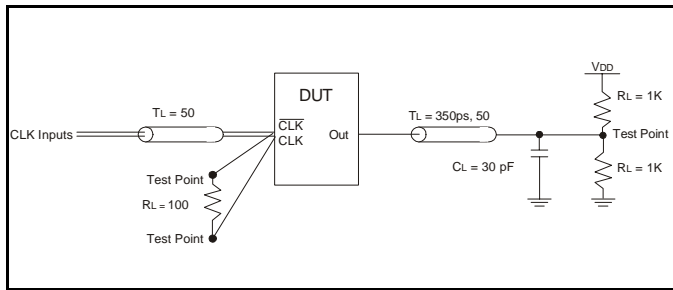 VDD
DUT
RL = 1K
TL = 50
TL = 350ps, 50
CLK
CLK Inputs
CLK
Out
Test Point
Test Point
CL = 30 pF
RL = 1K
RL = 100
Test Point